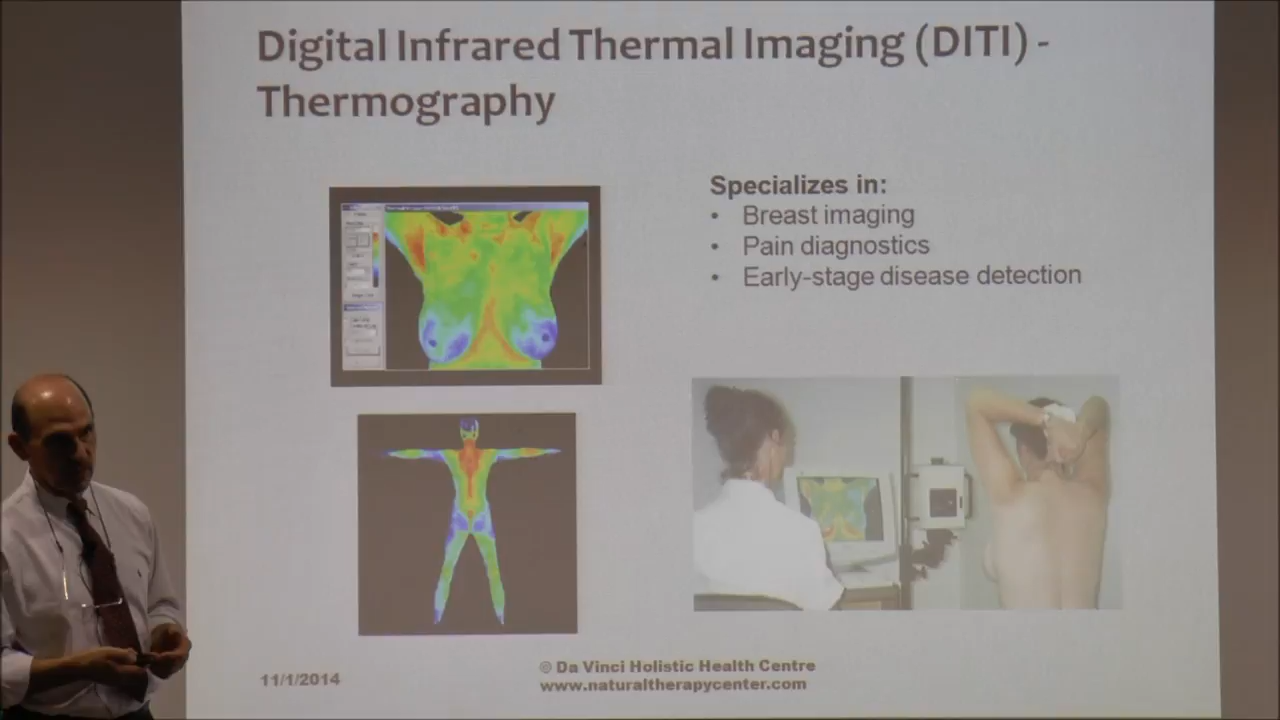 Digital Infrared Thermal Imaging (DITI) -
Thermography
Specializes in:
• Breast imaging
• Pain diagnostics
• Early-stage disease detection
11/1/2014
© Da Vinci Holistic Health Centre
www.naturaltherapycenter.com